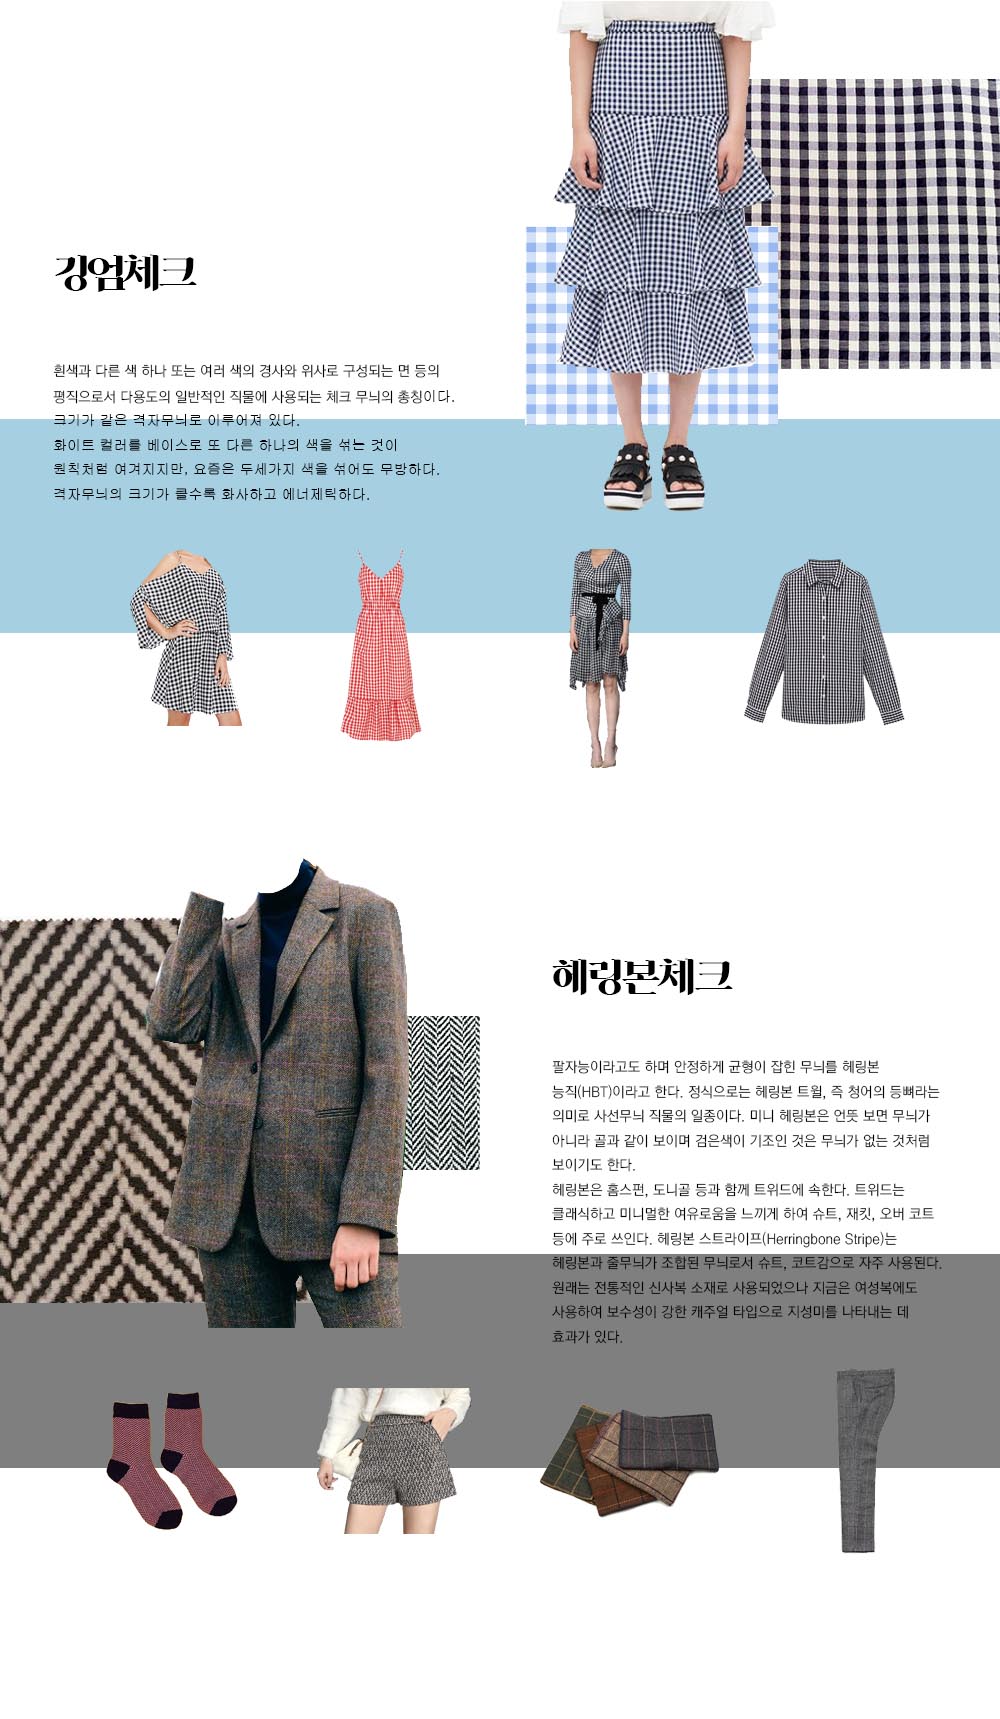 깅엄체크
흰색과 다른 색 하나 또는 여러 색의 경사와 위사로 구성되는 면 등의
평직으로서 다용도의 일반적인 직물에 사용되는 체크 무늬의 총칭이다.
크기가 같은 격자무늬로 이루어져 있다.
화이트 컬러를 베이스로 또 다른 하나의 색을 섞는 것이
원칙처럼 여겨지지만, 요즘은 두세가지 색을 섞어도 무방하다.
격자무늬의 크기가 클수록 화사하고 에너제틱하다.
헤링본체크
팔자능이라고도 하며 안정하게 균형이 잡힌 무늬를 헤링본
능직(HBT)이라고 한다. 정식으로는 헤링본 트윌, 즉 청어의 등뼈라는
의미로 사선무늬 직물의 일종이다. 미니 헤링본은 언뜻 보면 무늬가
아니라 골과 같이 보이며 검은색이 기조인 것은 무늬가 없는 것처럼
보이기도 한다.
헤링본은 홈스펀, 도니골 등과 함께 트위드에 속한다. 트위드는
클래식하고 미니멀한 여유로움을 느끼게 하여 슈트, 재킷, 오버 코트
등에 주로 쓰인다. 헤링본 스트라이프(Herringbone Stripe)는
헤링본과 줄무늬가 조합된 무늬로서 슈트, 코트감으로 자주 사용된다.
원래는 전통적인 신사복 소재로 사용되었으나 지금은 여성복에도
사용하여 보수성이 강한 캐주얼 타입으로 지성미를 나타내는 데
효과가 있다.